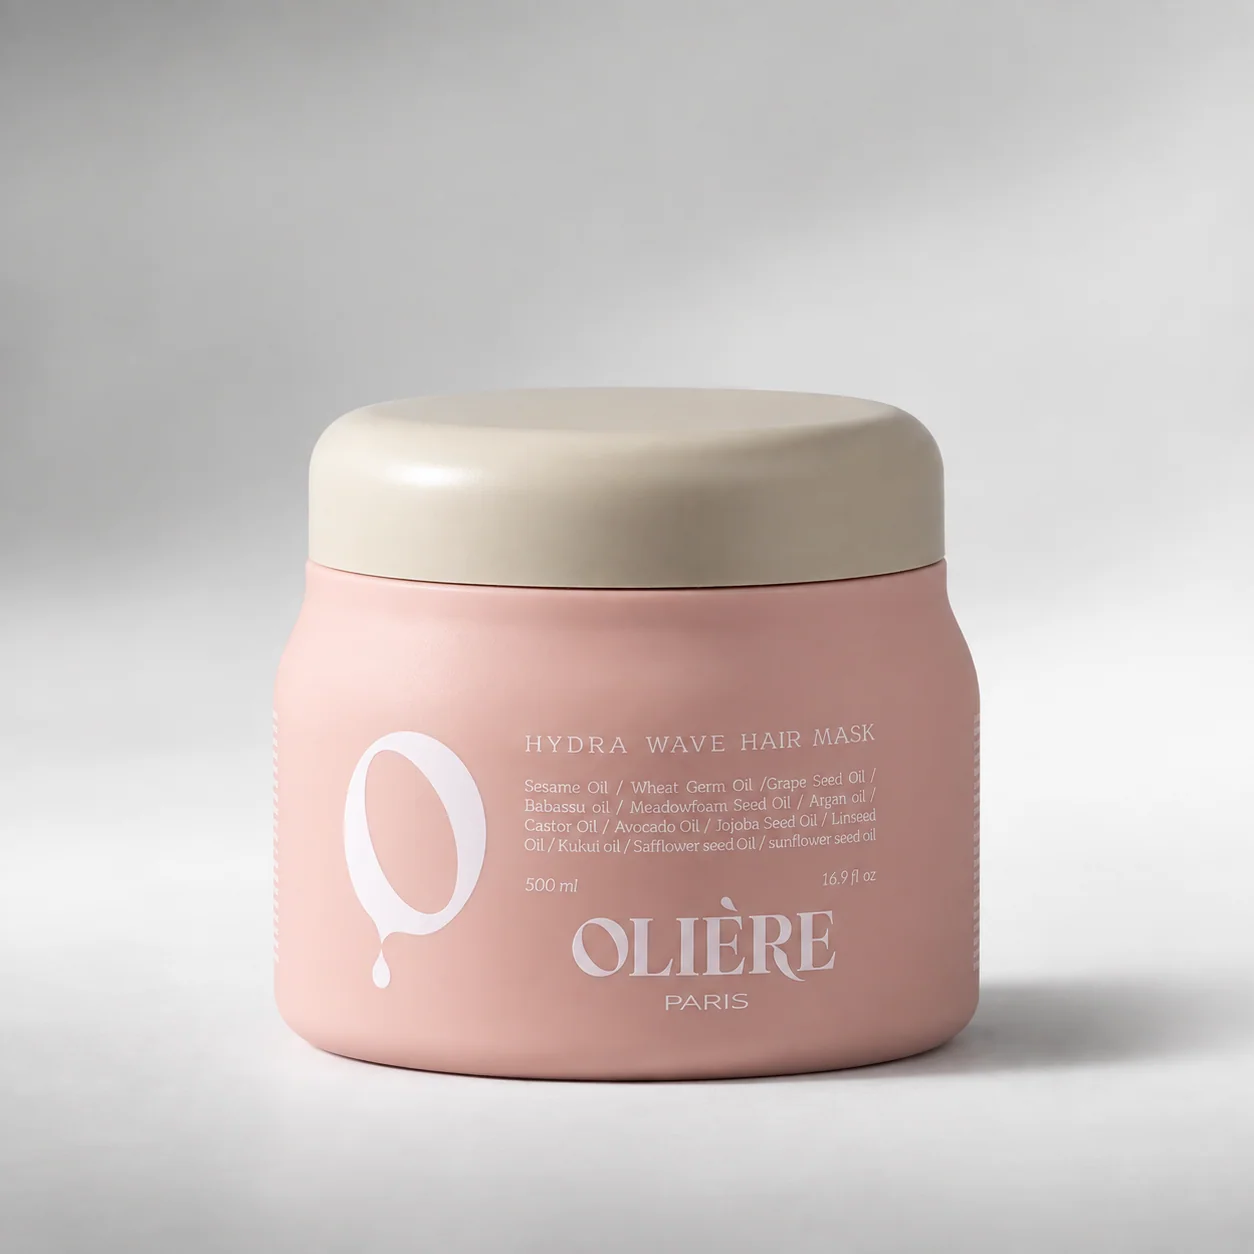 HYDRA WAVE HAIR MASK
Sesame Oil / Wheat Germ Oil /Grape Seed Oil /
Babassu oil / Meadowfoam Seed Oil / Argan oil /
Castor Oil / Avocado Oil / Jojoba Seed Oil / Linseed
Oil / Kukui oil / Safflower seed Oil / sunflower seed oil
500 ml 16.9 fl oz
OLIÈRE
PARIS